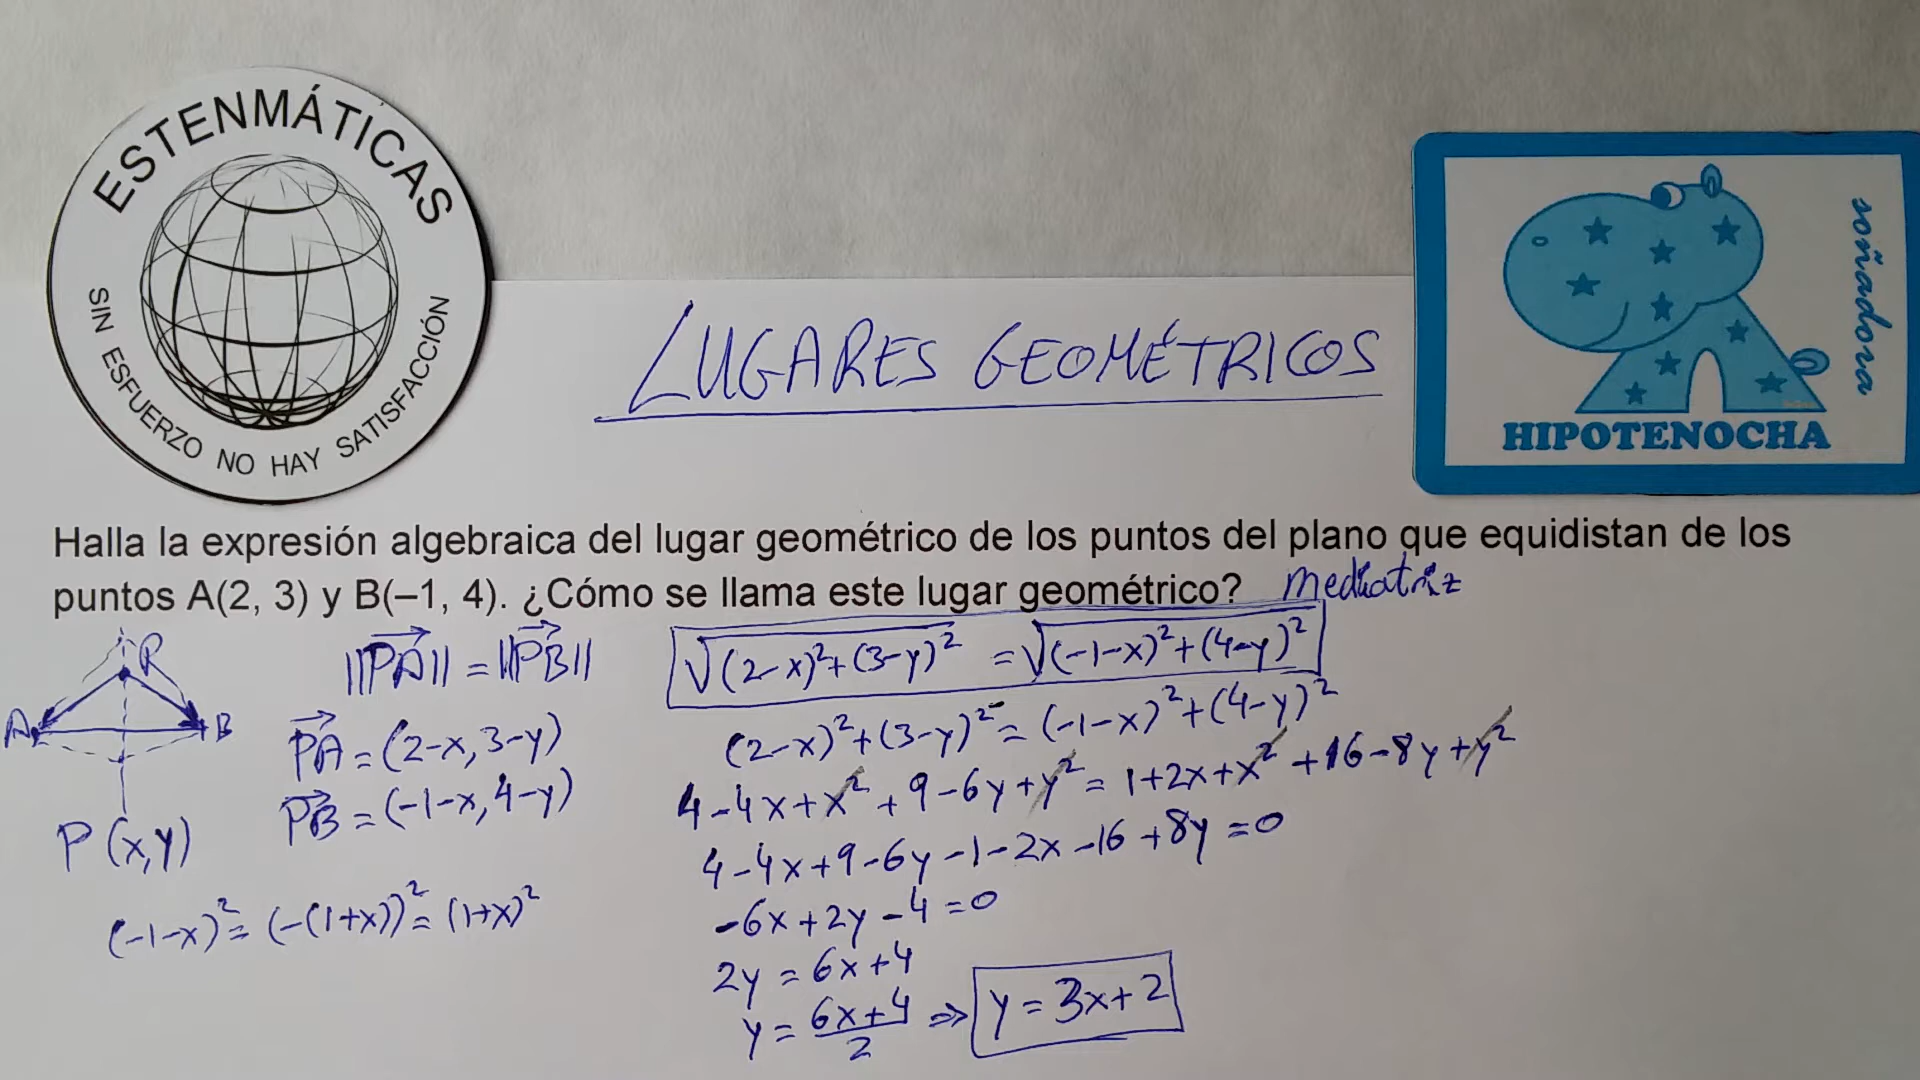 ESTENMÁTICAS
SIN ESFUERZO NO HAY SATISFACCIÓN
LUGARES GEOMÉTRICOS
soñadora
HIPOTENOCHA
Halla la expresión algebraica del lugar geométrico de los puntos del plano que equidistan de los
puntos A(2, 3) y B(–1, 4). ¿Cómo se llama este lugar geométrico? Mediatriz
P
A
B
P(x,y)
||PA|| = ||PB||
PA = (2-x, 3-y)
PB = (-1-x, 4-y)
(-1-x)² = (-(1+x))² = (1+x)²
√(2-x)²+(3-y)² = √(-1-x)²+(4-y)²
(2-x)²+(3-y)² = (-1-x)²+(4-y)²
4-4x+x²+9-6y+y² = 1+2x+x²+16-8y+y²
4-4x+9-6y-1-2x-16+8y=0
-6x+2y-4=0
2y = 6x+4
y = 6x+4/2 ⇒ y = 3x+2